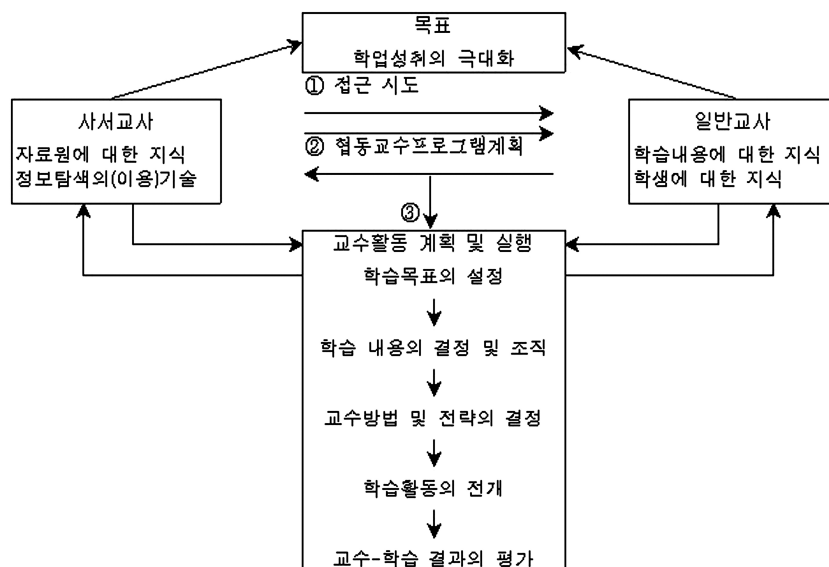 목표
학업성취의 극대화
① 접근 시도
사서교사
자료원에 대한 지식
정보탐색의(이용)기술
② 협동교수프로그램계획
일반교사
학습내용에 대한 지식
학생에 대한 지식
③
교수활동 계획 및 실행
학습목표의 설정
학습 내용의 결정 및 조직
교수방법 및 전략의 결정
학습활동의 전개
교수-학습 결과의 평가